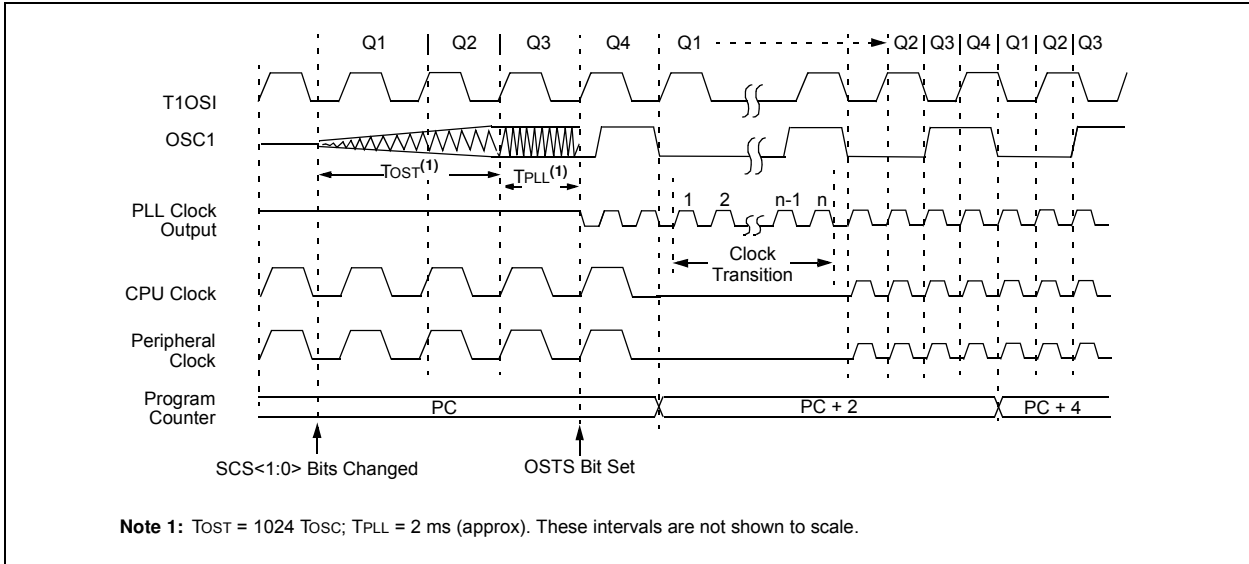 Q1 Q2 Q3 Q4 Q1 Q2 Q3 Q4 Q1 Q2 Q3
T1OSI
OSC1
TOST(1) TPLL(1)
1 2 n-1 n
PLL Clock
Output
Clock
Transition
CPU Clock
Peripheral
Clock
Program
Counter
PC PC + 2 PC + 4
SCS<1:0> Bits Changed OSTS Bit Set
Note 1: TOST = 1024 TOSC; TPLL = 2 ms (approx). These intervals are not shown to scale.